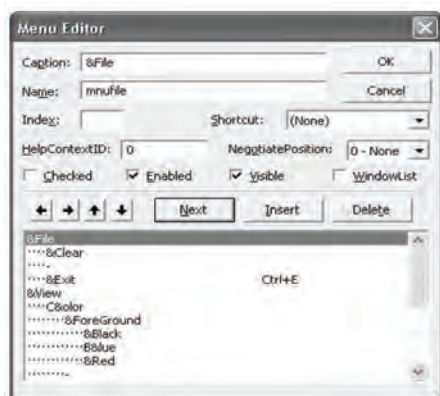 Menu Editor
Caption: &File OK
Name: mnufile Cancel
Index: Shortcut: (None)
HelpContextID: 0 NegotiatePosition: 0 - None
Checked Enabled Visible WindowList
Next Insert Delete
&File
····&Clear
····-
····&Exit Ctrl+E
&View
····C&olor
········&ForeGround
············&Black
············B&lue
············&Red
········-